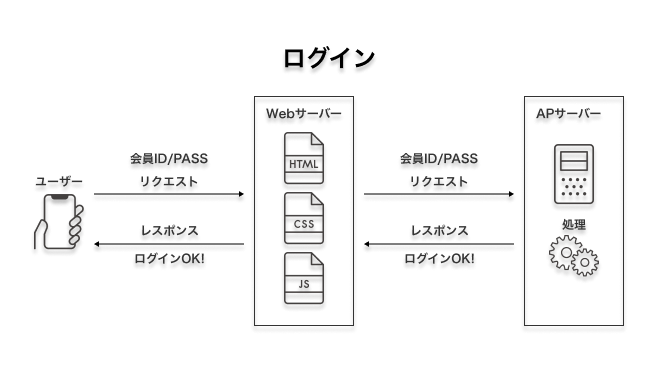 ログイン
Webサーバー
APサーバー
会員ID/PASS
リクエスト
会員ID/PASS
リクエスト
ユーザー
HTML
CSS
JS
処理
レスポンス
ログインOK!
レスポンス
ログインOK!